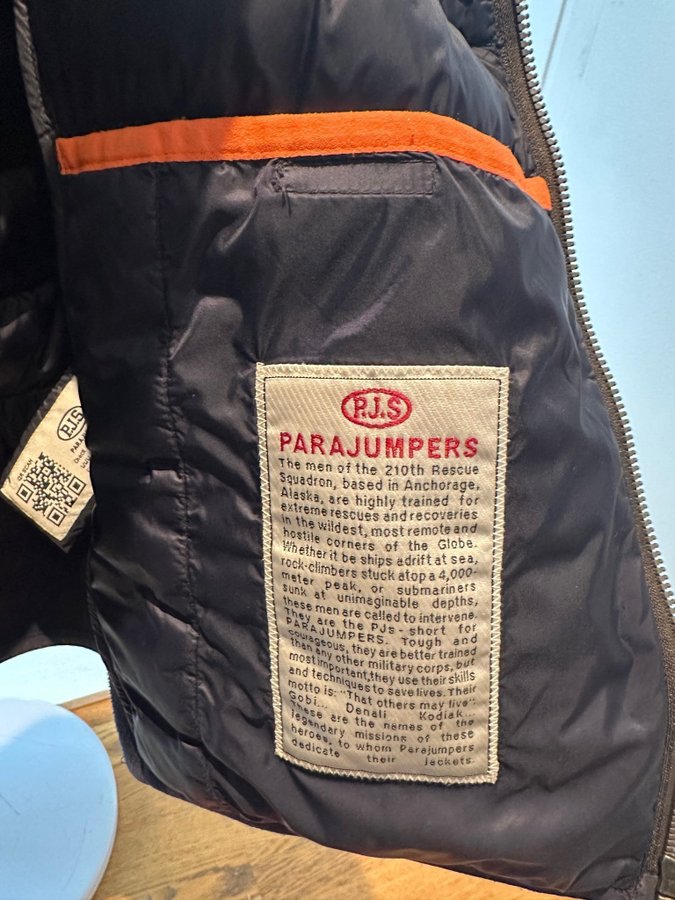 P.J.S
PARAJUMPERS
The men of the 210th Rescue
Squadron, based in Anchorage,
Alaska, are highly trained for
extreme rescues and recoveries
in the wildest, most remote and
hostile corners of the Globe.
Whether it be ships adrift at sea,
rock-climbers stuck atop a 4,000-
meter peak, or submariners
sunk at unimaginable depths,
these men are called to intervene.
They are the PJs - short for
PARAJUMPERS. Tough and
courageous, they are better trained
than any other military corps, but
most important, they use their skills
and techniques to save lives. Their
motto is: "That others may live"
Gobi... Denali Kodiak...
These are the names of the
legendary missions of these
heroes, to whom Parajumpers
dedicate their jackets.
P.J.S